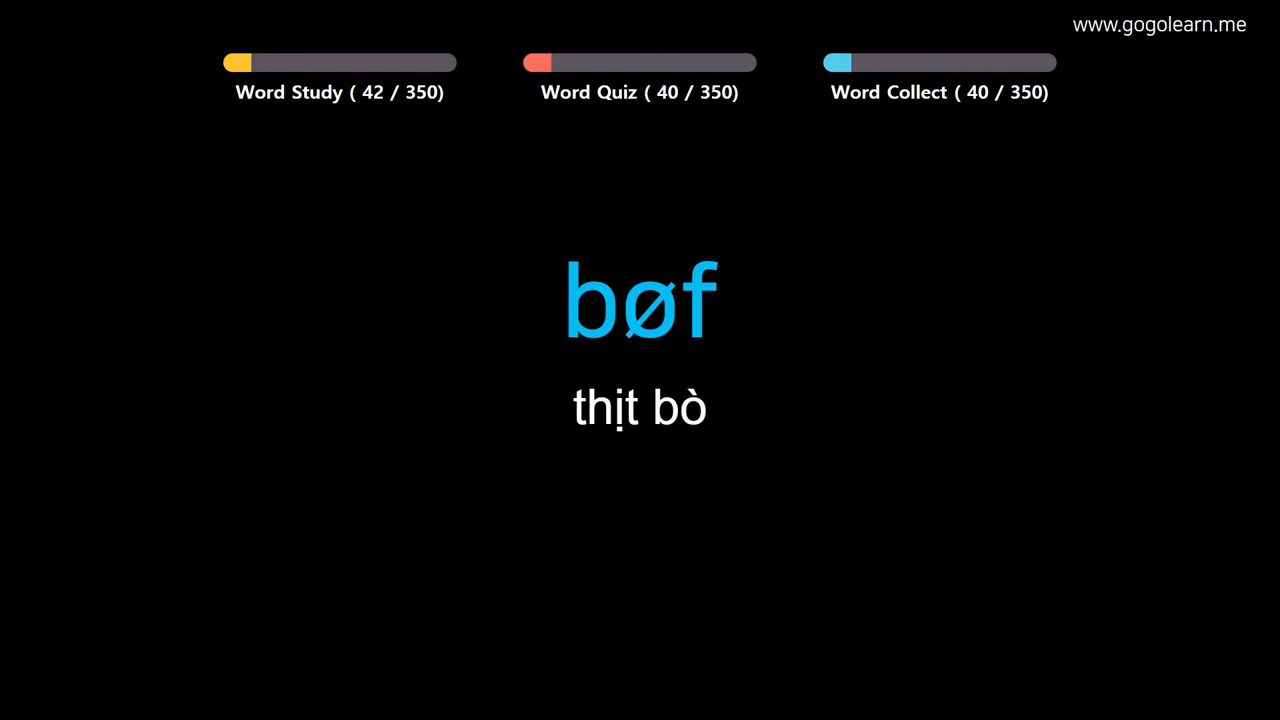 www.gogolearn.me
Word Study ( 42 / 350)
Word Quiz ( 40 / 350)
Word Collect ( 40 / 350)
bøf
thịt bò